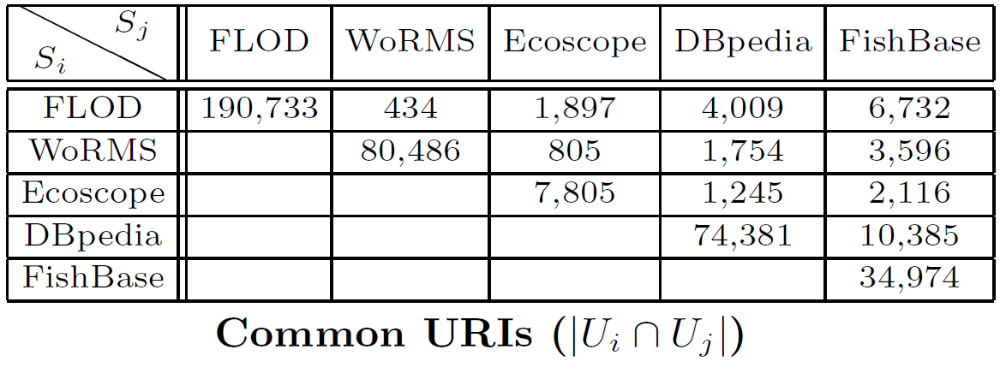 S_j
S_i FLOD WoRMS Ecoscope DBpedia FishBase
FLOD 190,733 434 1,897 4,009 6,732
WoRMS 80,486 805 1,754 3,596
Ecoscope 7,805 1,245 2,116
DBpedia 74,381 10,385
FishBase 34,974
Common URIs (|U_i ∩ U_j|)